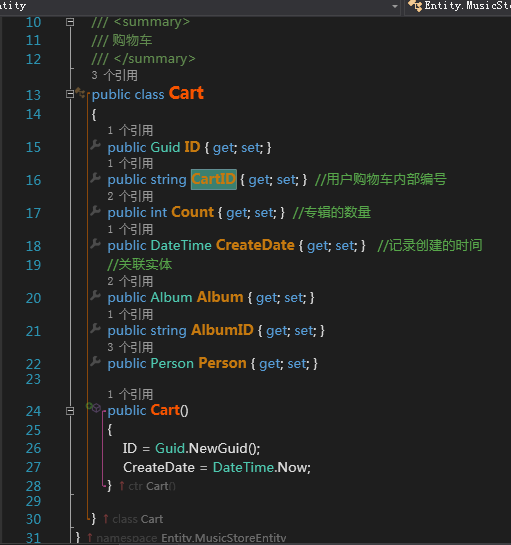 ntity
Entity.MusicStor
10 /// <summary>
11 /// 购物车
12 /// </summary>
3 个引用
13 public class Cart
14 {
1 个引用
15 public Guid ID { get; set; }
1 个引用
16 public string CartID { get; set; } //用户购物车内部编号
2 个引用
17 public int Count { get; set; } //专辑的数量
1 个引用
18 public DateTime CreateDate { get; set; } //记录创建的时间
19 //关联实体
2 个引用
20 public Album Album { get; set; }
1 个引用
21 public string AlbumID { get; set; }
3 个引用
22 public Person Person { get; set; }
23
1 个引用
24 public Cart()
25 {
26 ID = Guid.NewGuid();
27 CreateDate = DateTime.Now;
28 } ctr Cart()
29
30 } class Cart
31 } namespace Entity.MusicStoreEntity